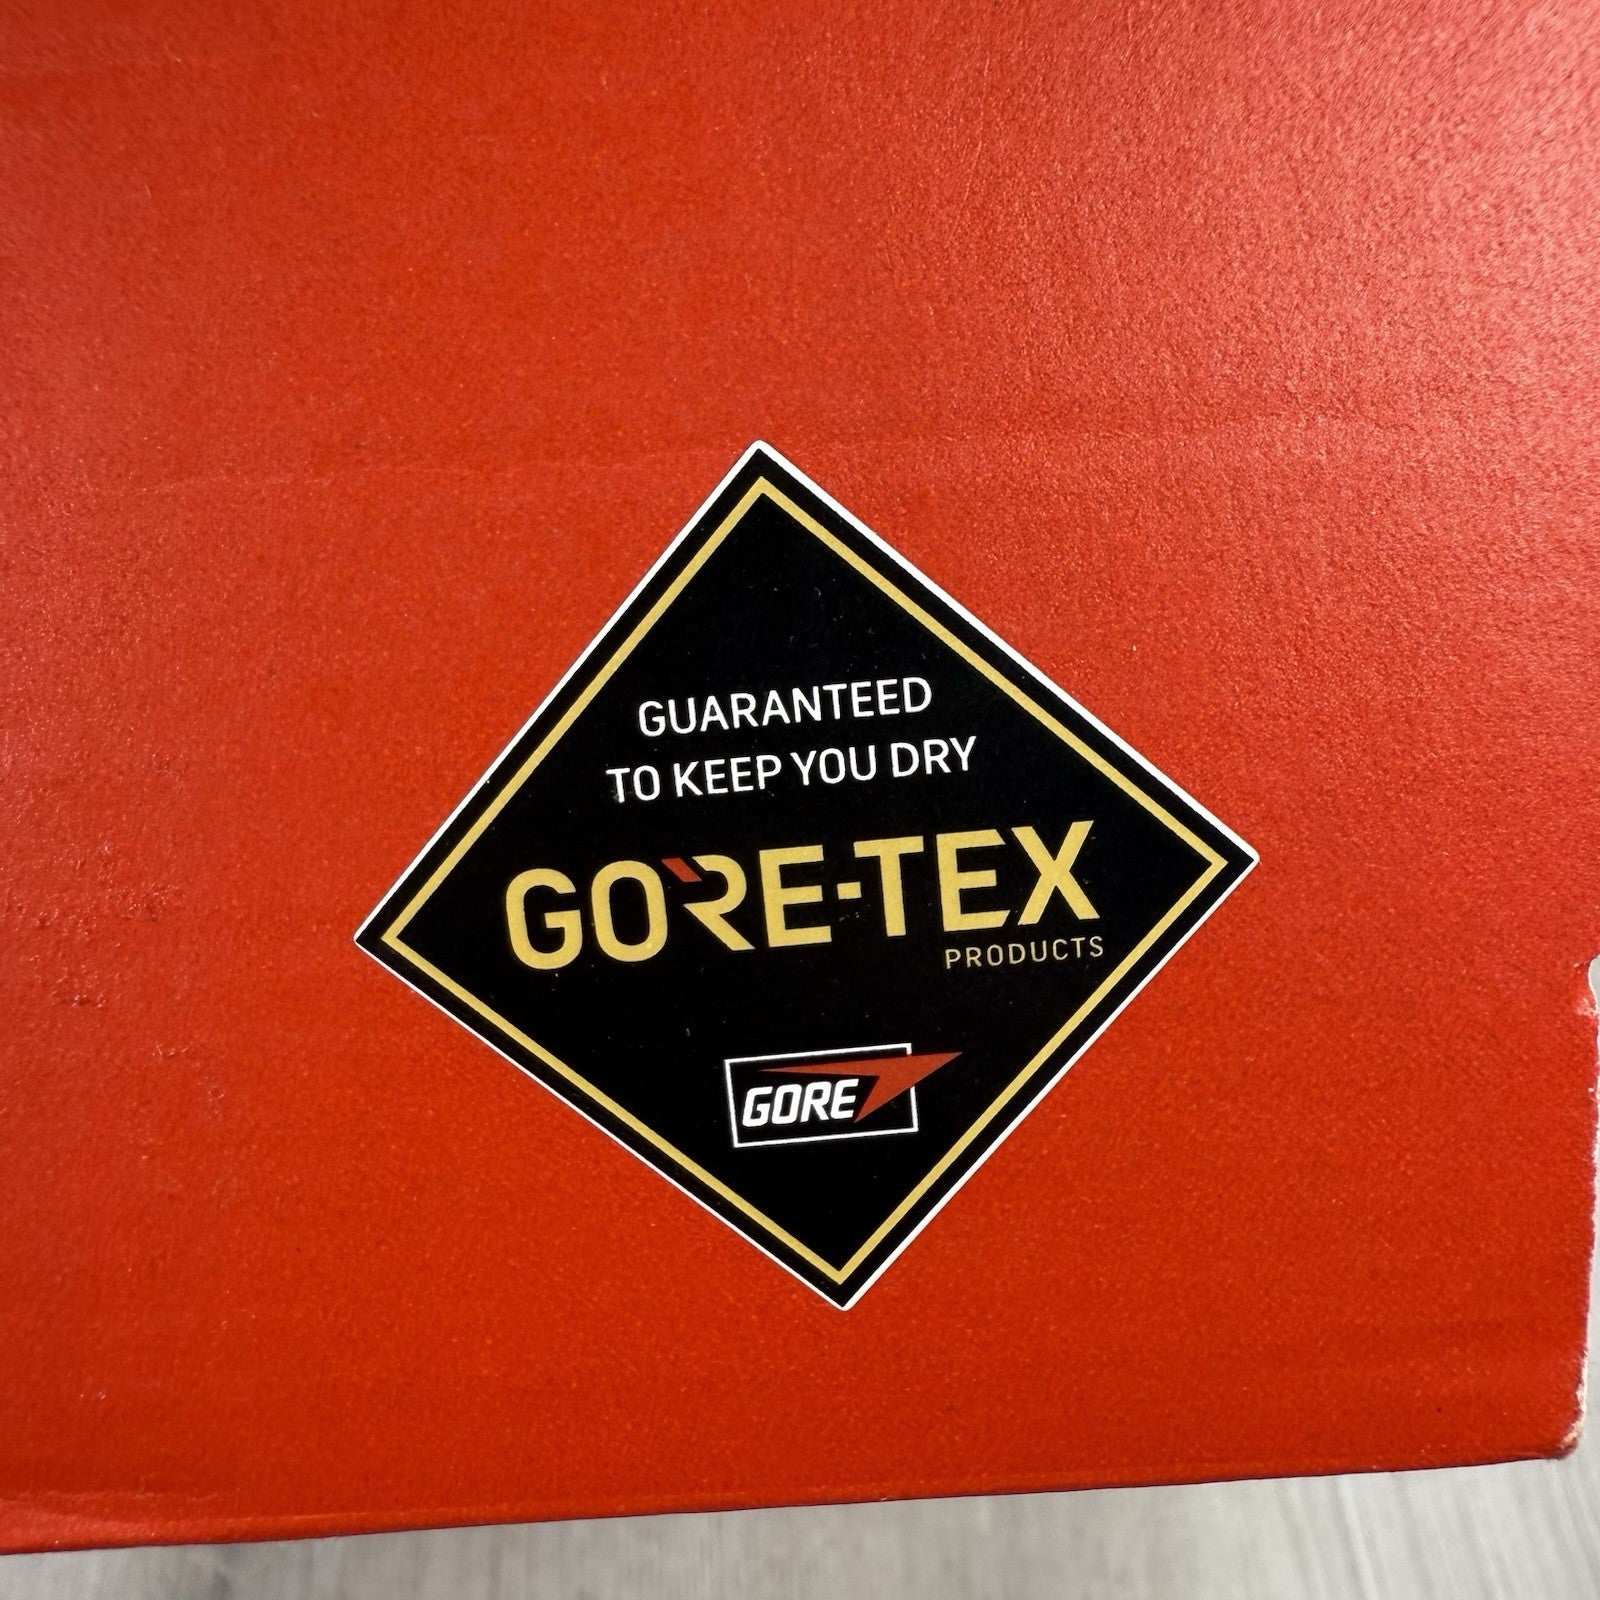 GUARANTEED
TO KEEP YOU DRY
GORE-TEX
PRODUCTS
GORE